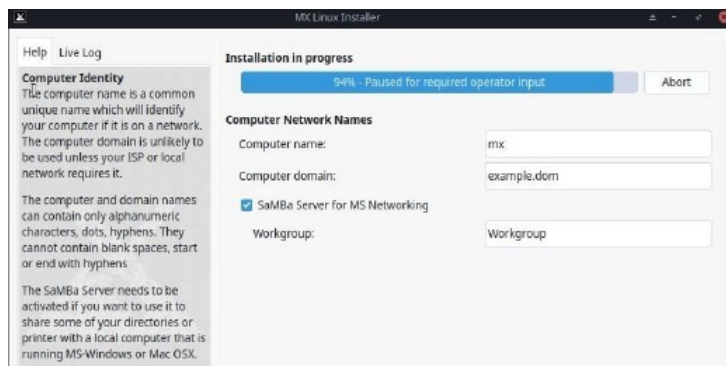 MX Linux Installer
Help Live Log
Computer Identity
The computer name is a common
unique name which will identify
your computer if it is on a network.
The computer domain is unlikely to
be used unless your ISP or local
network requires it.
The computer and domain names
can contain only alphanumeric
characters, dots, hyphens. They
cannot contain blank spaces, start
or end with hyphens
The SaMBa Server needs to be
activated if you want to use it to
share some of your directories or
printer with a local computer that is
running MS-Windows or Mac OSX.
Installation in progress
94% - Paused for required operator input
Abort
Computer Network Names
Computer name: mx
Computer domain: example.dom
SaMBa Server for MS Networking
Workgroup: Workgroup